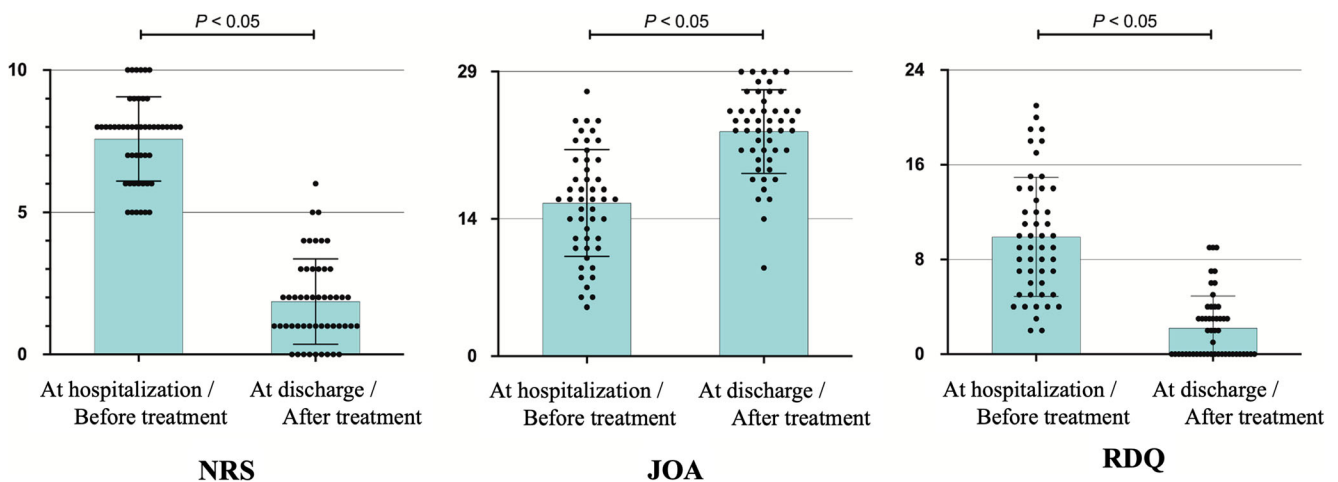 P < 0.05
10
5
0
At hospitalization /
Before treatment
At discharge /
After treatment
NRS
P < 0.05
29
14
0
At hospitalization /
Before treatment
At discharge /
After treatment
JOA
P < 0.05
24
16
8
0
At hospitalization /
Before treatment
At discharge /
After treatment
RDQ